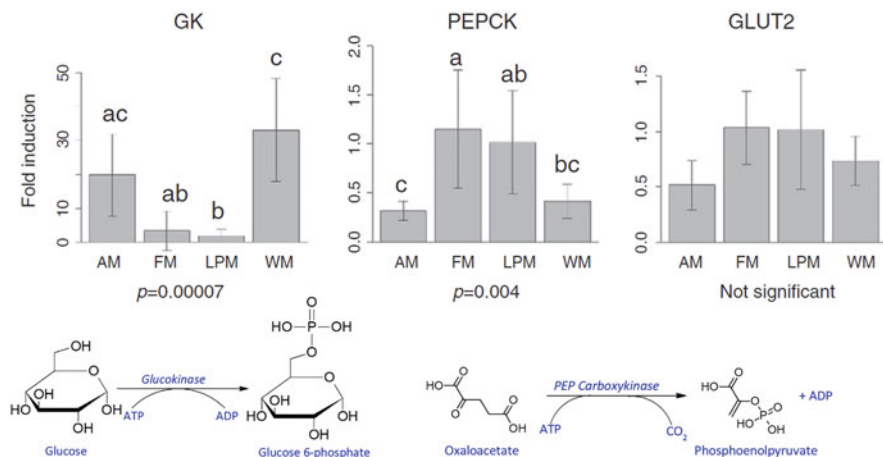 GK
PEPCK
GLUT2
Fold induction
50
30
10
0
ac
ab
b
c
AM FM LPM WM
p=0.00007
2.0
1.5
1.0
0.5
0.0
c
a
ab
bc
AM FM LPM WM
p=0.004
1.5
1.0
0.5
0.0
AM FM LPM WM
Not significant
OH
O
HO
OH
OH
OH
Glucose
Glucokinase
ATP
ADP
O
HO P OH
O
O
HO
OH
OH
OH
Glucose 6-phosphate
O
HO
O
O
OH
Oxaloacetate
PEP Carboxykinase
ATP
CO2
O
HO
O
O
P
HO
OH
+ ADP
Phosphoenolpyruvate